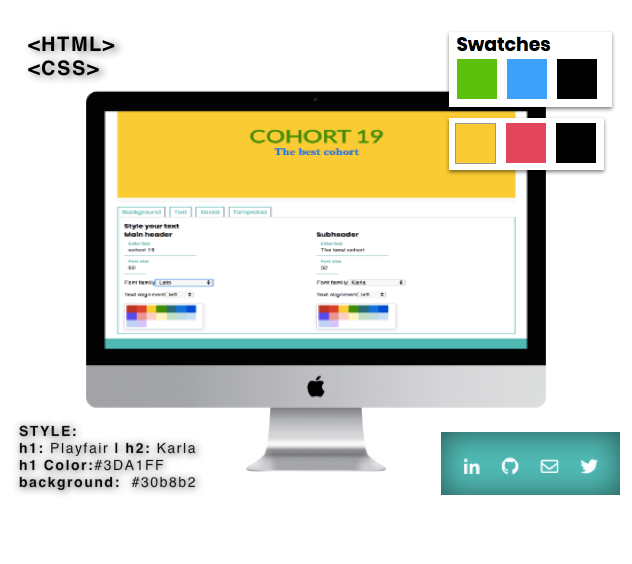 <HTML>
<CSS>
Swatches
COHORT 19
The best cohort
Background Text Social Templates
Style your text
Main header Subheader
Enter text Enter text
cohort 19 The best cohort
Font size Font size
60 32
Font family Lato Font family Karla
Text alignment left Text alignment left
STYLE:
h1: Playfair | h2: Karla
h1 Color:#3DA1FF
background: #30b8b2
in